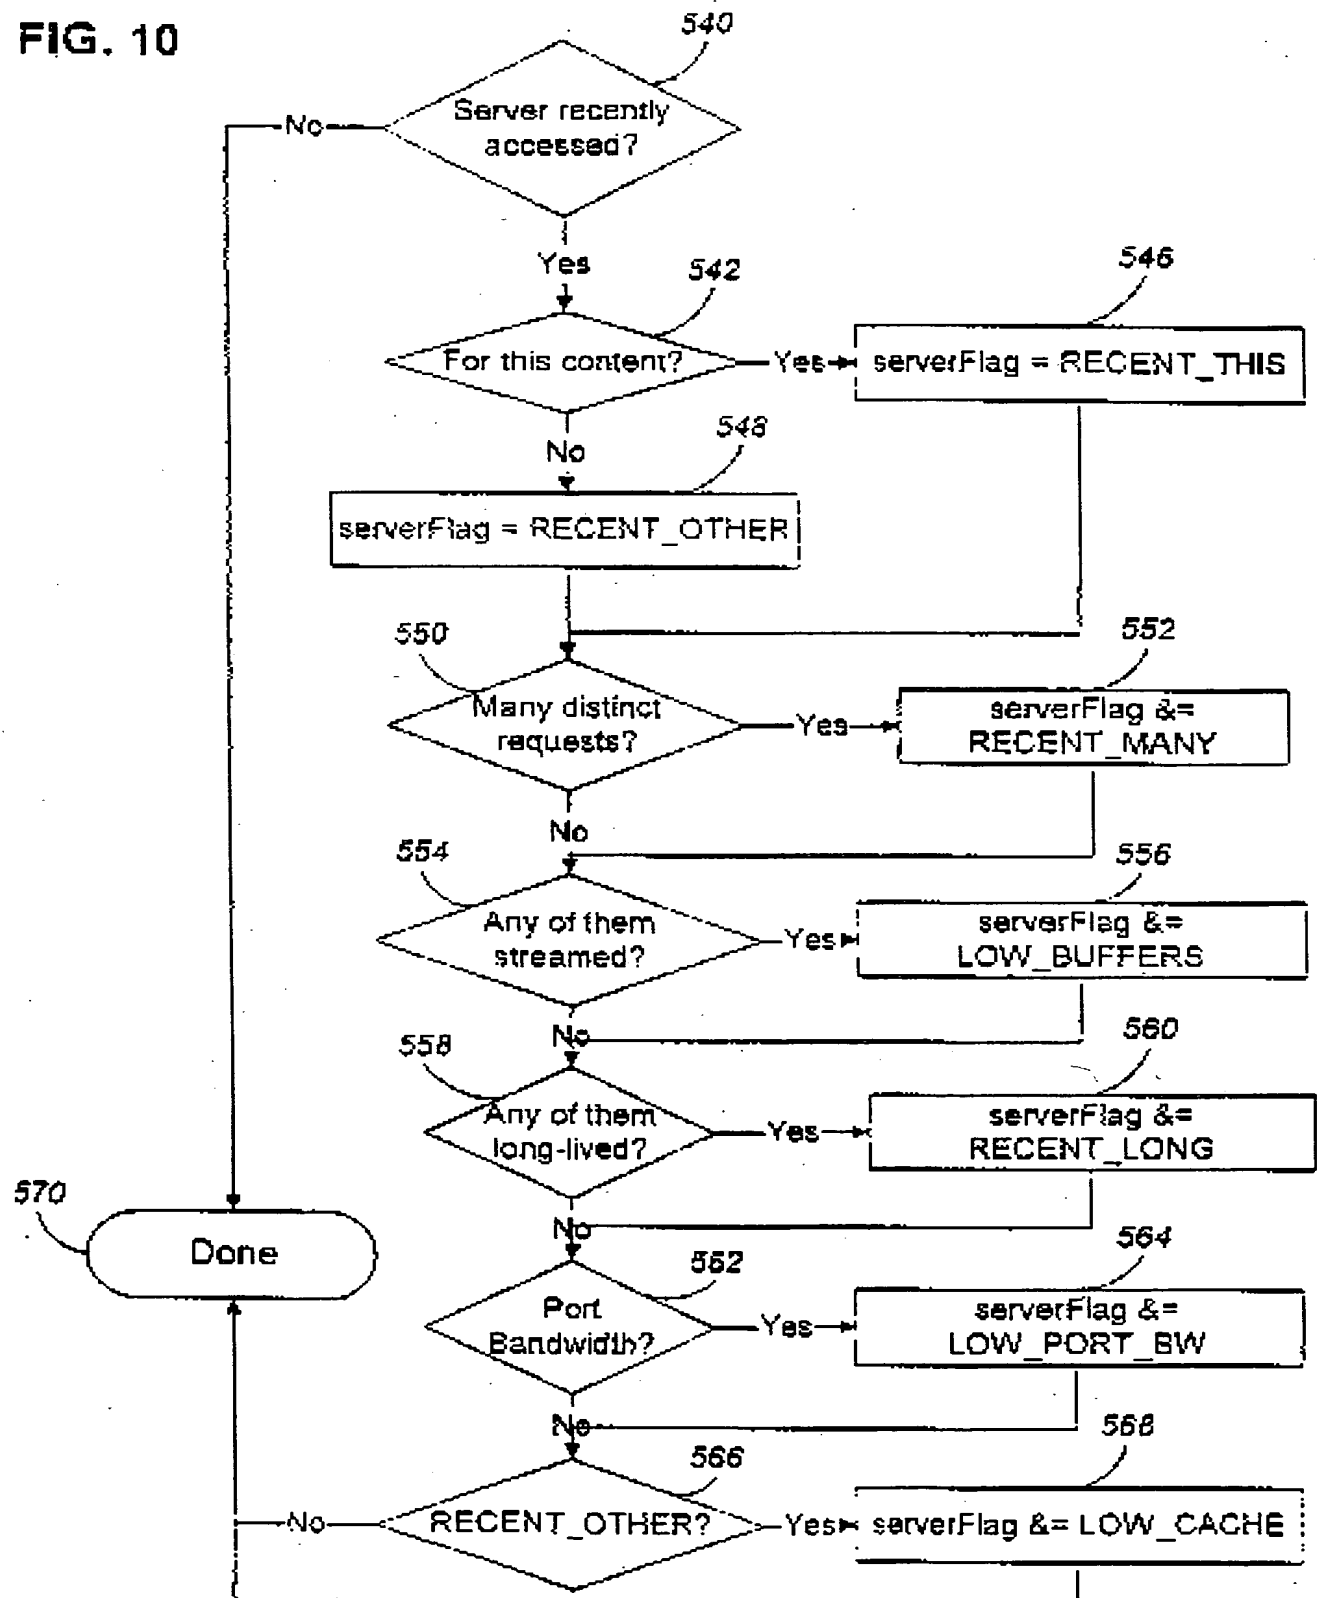 FIG. 10
540
Server recently
accessed?
No
Yes
542
For this content?
Yes
546
serverFlag = RECENT_THIS
No
548
serverFlag = RECENT_OTHER
550
Many distinct
requests?
Yes
552
serverFlag &=
RECENT_MANY
No
554
Any of them
streamed?
Yes
556
serverFlag &=
LOW_BUFFERS
No
558
Any of them
long-lived?
Yes
560
serverFlag &=
RECENT_LONG
No
570
Done
562
Port
Bandwidth?
Yes
564
serverFlag &=
LOW_PORT_BW
No
566
RECENT_OTHER?
No
Yes
568
serverFlag &= LOW_CACHE